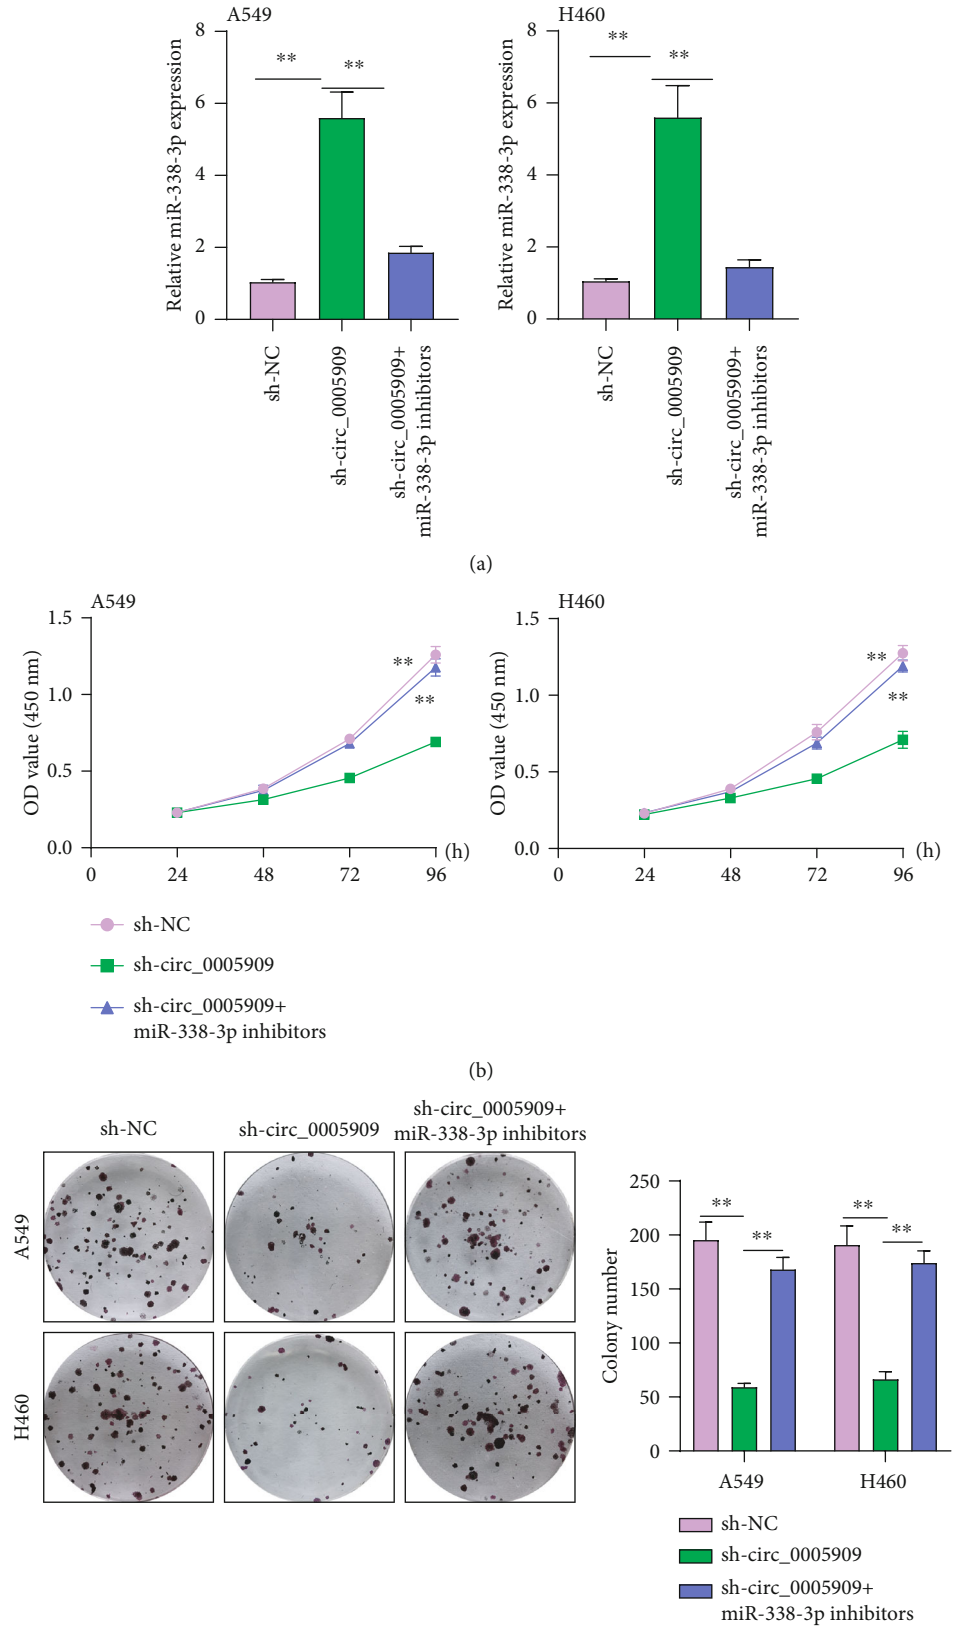 A549
Relative miR-338-3p expression
8
6
4
2
0
**
**
sh-NC
sh-circ_0005909
sh-circ_0005909+
miR-338-3p inhibitors
H460
Relative miR-338-3p expression
8
6
4
2
0
**
**
sh-NC
sh-circ_0005909
sh-circ_0005909+
miR-338-3p inhibitors
(a)
A549
OD value (450 nm)
1.5
1.0
0.5
0.0
**
**
0 24 48 72 96 (h)
H460
OD value (450 nm)
1.5
1.0
0.5
0.0
**
**
0 24 48 72 96 (h)
sh-NC
sh-circ_0005909
sh-circ_0005909+
miR-338-3p inhibitors
(b)
sh-NC
sh-circ_0005909
sh-circ_0005909+
miR-338-3p inhibitors
A549
H460
Colony number
250
200
150
100
50
0
**
**
**
**
A549 H460
sh-NC
sh-circ_0005909
sh-circ_0005909+
miR-338-3p inhibitors